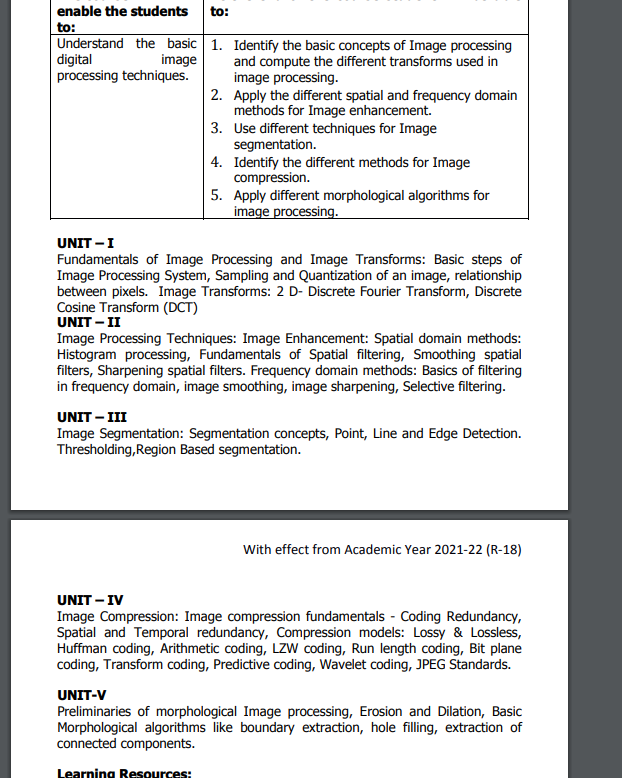 enable the students
to:
to:
Understand the basic
digital image
processing techniques.
1. Identify the basic concepts of Image processing
and compute the different transforms used in
image processing.
2. Apply the different spatial and frequency domain
methods for Image enhancement.
3. Use different techniques for Image
segmentation.
4. Identify the different methods for Image
compression.
5. Apply different morphological algorithms for
image processing.
UNIT – I
Fundamentals of Image Processing and Image Transforms: Basic steps of
Image Processing System, Sampling and Quantization of an image, relationship
between pixels. Image Transforms: 2 D- Discrete Fourier Transform, Discrete
Cosine Transform (DCT)
UNIT – II
Image Processing Techniques: Image Enhancement: Spatial domain methods:
Histogram processing, Fundamentals of Spatial filtering, Smoothing spatial
filters, Sharpening spatial filters. Frequency domain methods: Basics of filtering
in frequency domain, image smoothing, image sharpening, Selective filtering.
UNIT – III
Image Segmentation: Segmentation concepts, Point, Line and Edge Detection.
Thresholding,Region Based segmentation.
With effect from Academic Year 2021-22 (R-18)
UNIT – IV
Image Compression: Image compression fundamentals - Coding Redundancy,
Spatial and Temporal redundancy, Compression models: Lossy & Lossless,
Huffman coding, Arithmetic coding, LZW coding, Run length coding, Bit plane
coding, Transform coding, Predictive coding, Wavelet coding, JPEG Standards.
UNIT-V
Preliminaries of morphological Image processing, Erosion and Dilation, Basic
Morphological algorithms like boundary extraction, hole filling, extraction of
connected components.
Learning Resources: